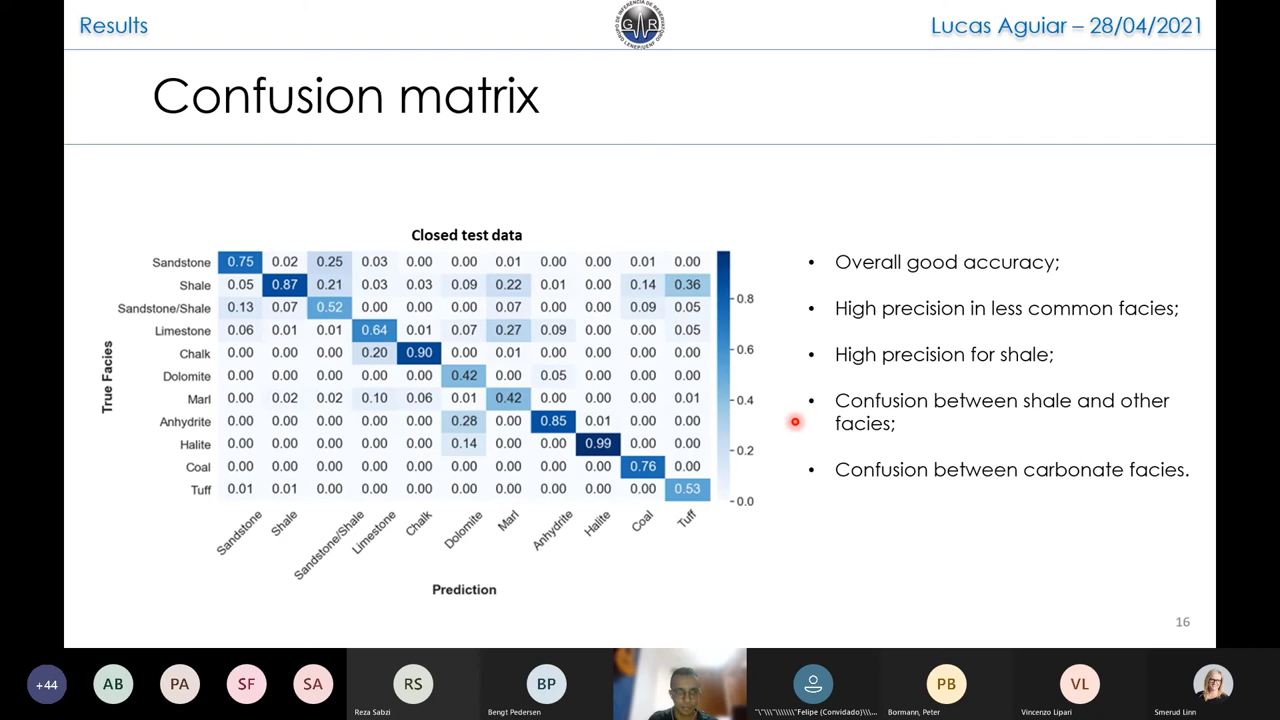 Results
GRUPO DE INFERÊNCIA DE RESERVATÓRIO
GIR
LENEP/UENF
Lucas Aguiar – 28/04/2021
Confusion matrix
Closed test data
True Facies
Sandstone 0.75 0.02 0.25 0.03 0.00 0.00 0.01 0.00 0.00 0.01 0.00
Shale 0.05 0.87 0.21 0.03 0.03 0.09 0.22 0.01 0.00 0.14 0.36
Sandstone/Shale 0.13 0.07 0.52 0.00 0.00 0.00 0.07 0.00 0.00 0.09 0.05
Limestone 0.06 0.01 0.01 0.64 0.01 0.07 0.27 0.09 0.00 0.00 0.05
Chalk 0.00 0.00 0.00 0.20 0.90 0.00 0.01 0.00 0.00 0.00 0.00
Dolomite 0.00 0.00 0.00 0.00 0.00 0.42 0.00 0.05 0.00 0.00 0.00
Marl 0.00 0.02 0.02 0.10 0.06 0.01 0.42 0.00 0.00 0.00 0.01
Anhydrite 0.00 0.00 0.00 0.00 0.00 0.28 0.00 0.85 0.01 0.00 0.00
Halite 0.00 0.00 0.00 0.00 0.00 0.14 0.00 0.00 0.99 0.00 0.00
Coal 0.00 0.00 0.00 0.00 0.00 0.00 0.00 0.00 0.00 0.76 0.00
Tuff 0.01 0.01 0.00 0.00 0.00 0.00 0.00 0.00 0.00 0.00 0.53
Sandstone Shale Sandstone/Shale Limestone Chalk Dolomite Marl Anhydrite Halite Coal Tuff
Prediction
0.8
0.6
0.4
0.2
0.0
• Overall good accuracy;
• High precision in less common facies;
• High precision for shale;
• Confusion between shale and other
facies;
• Confusion between carbonate facies.
16
+44 AB PA SF SA RS BP PB VL
Reza Sabzi
Bengt Pedersen
"\"\\\"\\\\\\\"Felipe (Convidado)\\\...
Bormann, Peter
Vincenzo Lipari
Smerud Linn